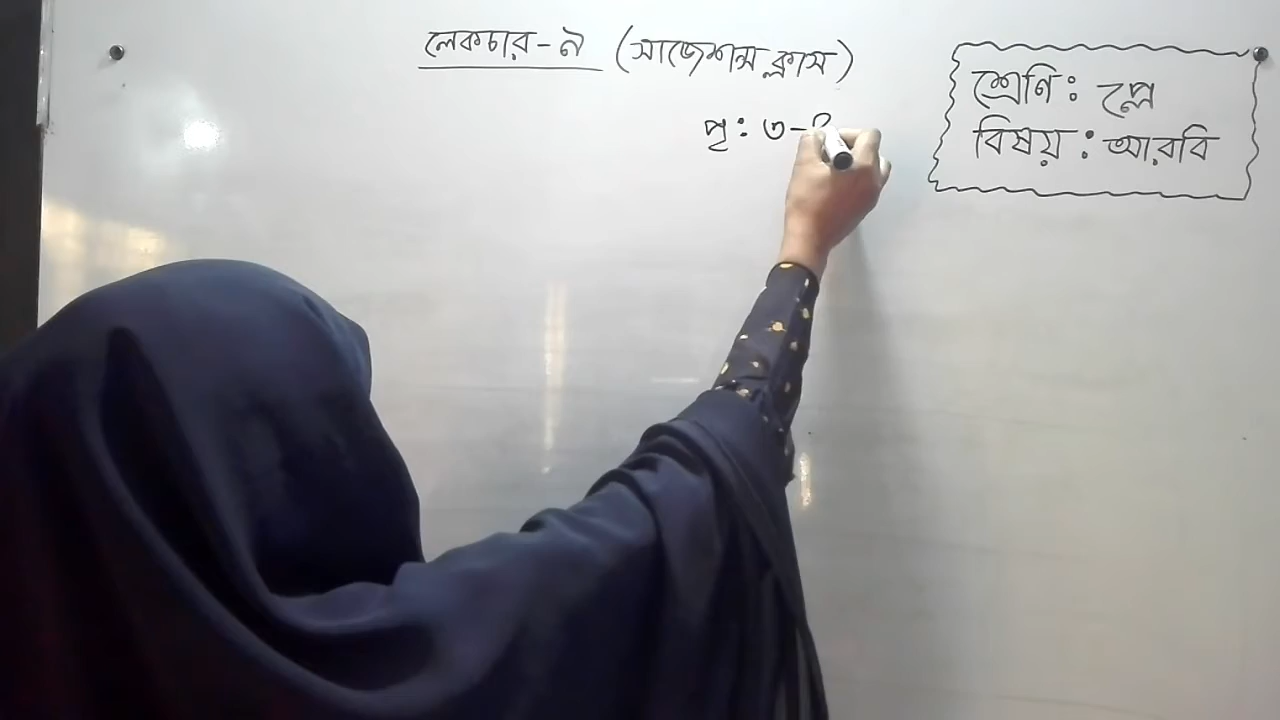 লেকচার-৯ (সাজেশন্স ক্লাস)
পৃ: ৩-
শ্রেণি: প্লে
বিষয়: আরবি